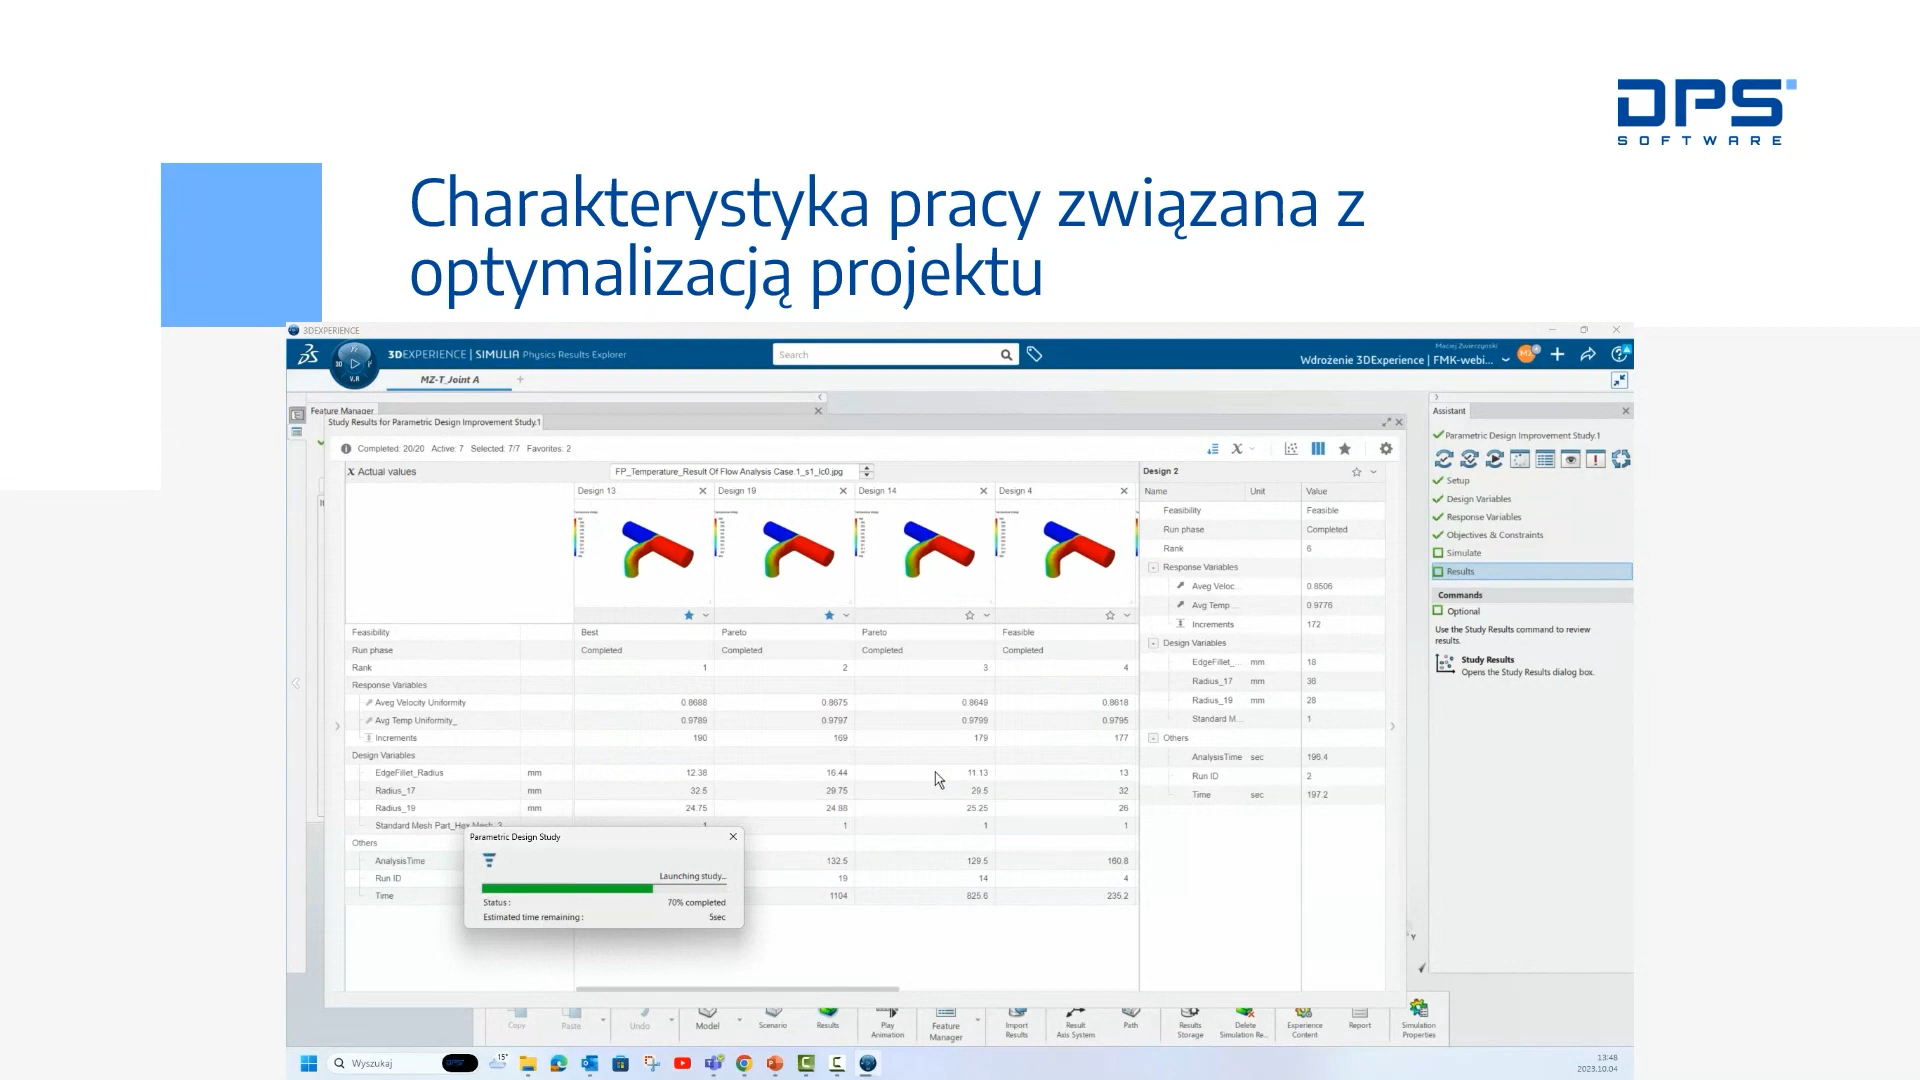 DPS
SOFTWARE
Charakterystyka pracy związana z
optymalizacją projektu
3DEXPERIENCE
3DEXPERIENCE | SIMULIA Physics Results Explorer
Search
Maciej Zwierzynski
Wdrożenie 3DExperience | FMK-webi...
MZ-T_Joint A
Feature Manager
Study Results for Parametric Design Improvement Study.1
Completed: 20/20 Active: 7 Selected: 7/7 Favorites: 2
X Actual values
FP_Temperature_Result Of Flow Analysis Case.1_s1_lc0.jpg
Design 13 Design 19 Design 14 Design 4
Feasibility Best Pareto Pareto Feasible
Run phase Completed Completed Completed Completed
Rank 1 2 3 4
Response Variables
Aveg Velocity Uniformity 0.8688 0.8675 0.8649 0.8618
Avg Temp Uniformity_ 0.9789 0.9797 0.9799 0.9795
Increments 190 169 179 177
Design Variables
EdgeFillet_Radius mm 12.38 16.44 11.13 13
Radius_17 mm 32.5 29.75 29.5 32
Radius_19 mm 24.75 24.88 25.25 26
Standard Mesh Part_Hex Mesh_3 1 1 1 1
Others
AnalysisTime 132.5 129.5 160.8
Run ID 19 14 4
Time 1104 825.6 235.2
Parametric Design Study
Launching study...
Status : 70% completed
Estimated time remaining : 5sec
Design 2
Name Unit Value
Feasibility Feasible
Run phase Completed
Rank 6
Response Variables
Aveg Veloc... 0.8506
Avg Temp ... 0.9776
Increments 172
Design Variables
EdgeFillet_... mm 18
Radius_17 mm 36
Radius_19 mm 28
Standard M... 1
Others
AnalysisTime sec 196.4
Run ID 2
Time sec 197.2
Assistant
Parametric Design Improvement Study.1
Setup
Design Variables
Response Variables
Objectives & Constraints
Simulate
Results
Commands
Optional
Use the Study Results command to review
results.
Study Results
Opens the Study Results dialog box.
Copy Paste Undo Model Scenario Results Play
Animation Feature
Manager Import
Results Result
Axis System Path Results
Storage Delete
Simulation Re... Experience
Content Report Simulation
Properties
Wyszukaj
15°
13:48
2023.10.04